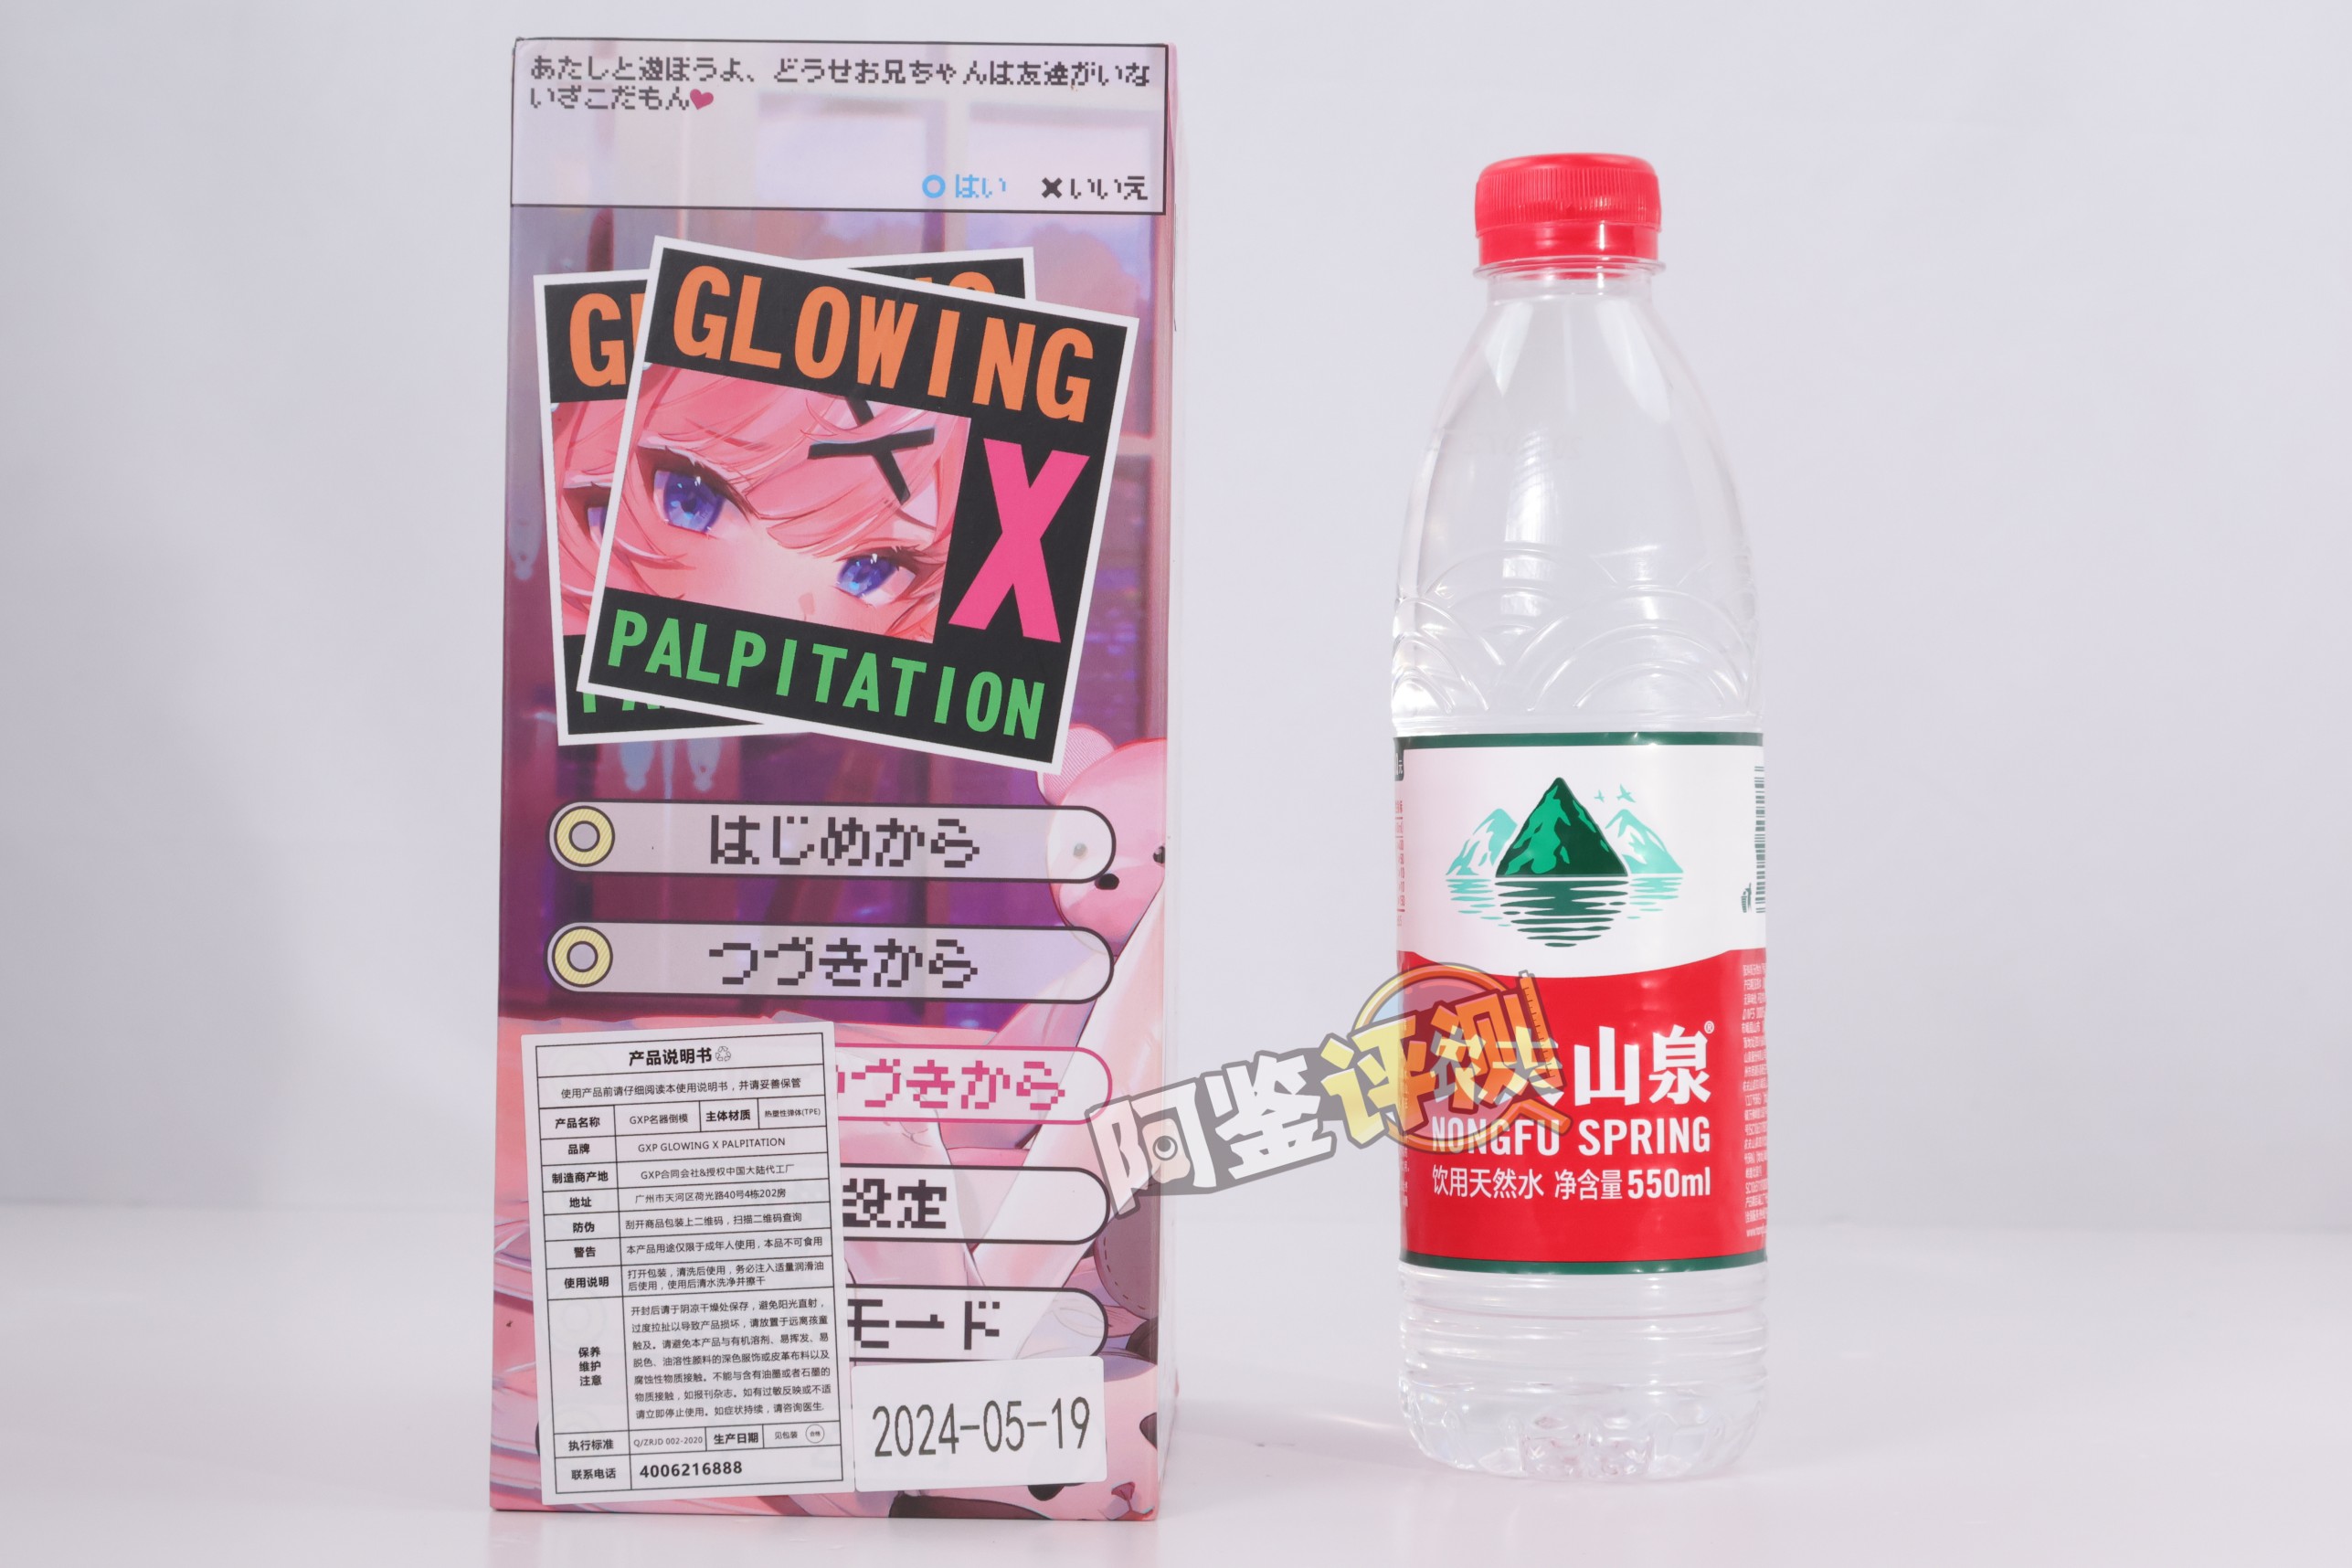 あたしと遊ぼうよ、どうせお兄ちゃんは友達がいな
いざこだもん
はい ×いいえ
GLOWING
X
PALPITATION
はじめから
つづきから
つづきから
設定
モード
产品说明书
使用产品前请仔细阅读本使用说明书，并请妥善保管
产品名称 GXP名器倒模 主体材质 热塑性弹体(TPE)
品牌 GXP GLOWING X PALPITATION
制造商产地 GXP合同会社&授权中国大陆代工厂
地址 广州市天河区荷光路40号4栋202房
防伪 刮开商品包装上二维码，扫描二维码查询
警告 本产品用途仅限于成年人使用，本品不可食用
使用说明 打开包装，清洗后使用，务必注入适量润滑油
后使用，使用后清水洗净并擦干
保养
维护
注意
开封后请于阴凉干燥处保存，避免阳光直射，
过度拉扯以导致产品损坏，请放置于远离孩童
触及。请避免本产品与有机溶剂、易挥发、易
脱色、油溶性颜料的深色服饰或皮革布料以及
腐蚀性物质接触。不能与含有油墨或者石墨的
物质接触，如报刊杂志。如有过敏反映或不适
请立即停止使用。如症状持续，请咨询医生.
执行标准 Q/ZRJD 002-2020 生产日期 见包装 合格
联系电话 4006216888
2024-05-19
阿鉴评测
山泉®
NONGFU SPRING
饮用天然水 净含量550ml